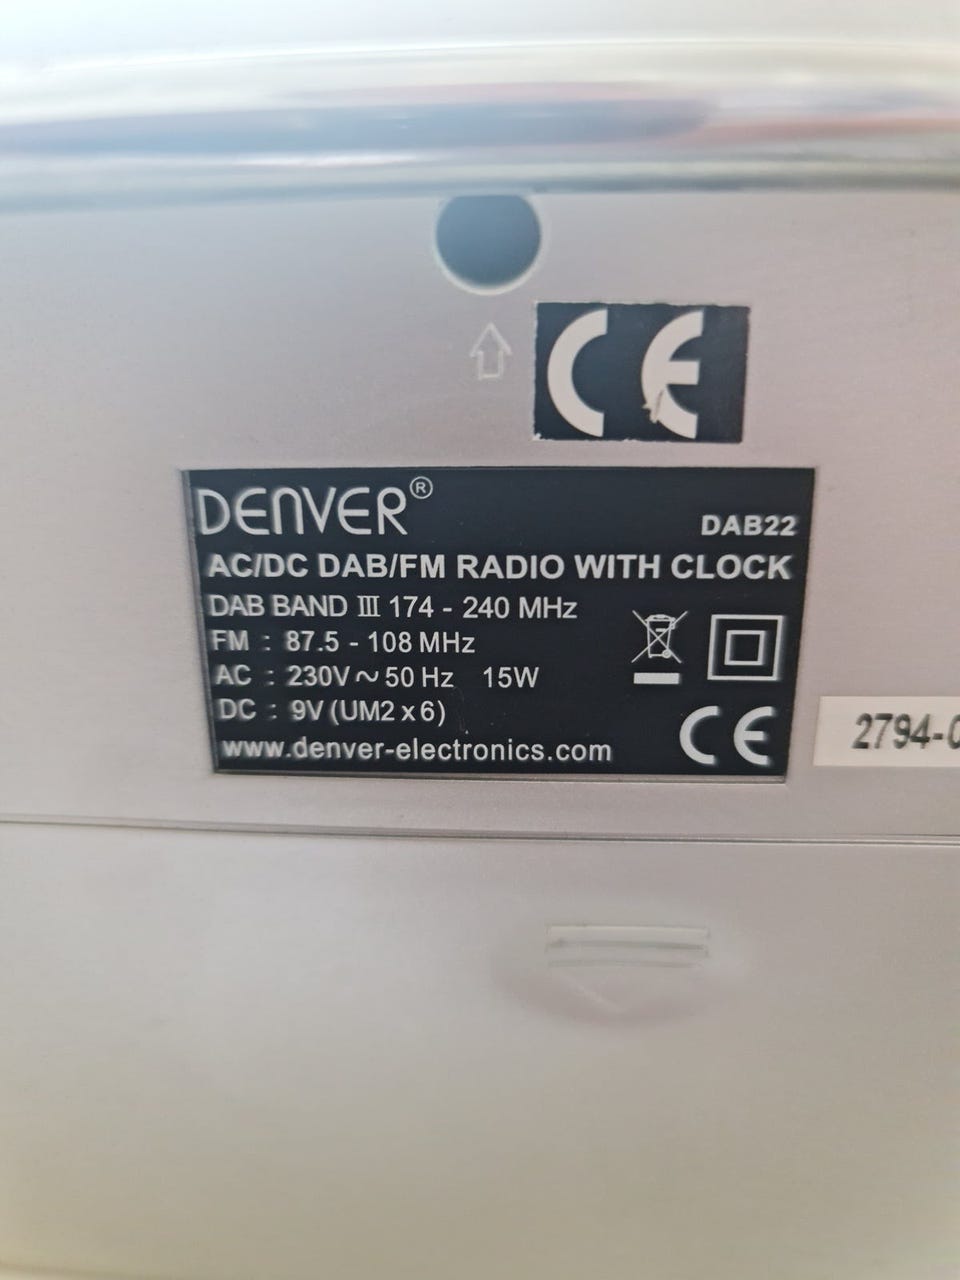 CE
DENVER®
DAB22
AC/DC DAB/FM RADIO WITH CLOCK
DAB BAND III 174 - 240 MHz
FM : 87.5 - 108 MHz
AC : 230V ~ 50 Hz 15W
DC : 9V (UM2 x 6)
www.denver-electronics.com
CE
2794-0